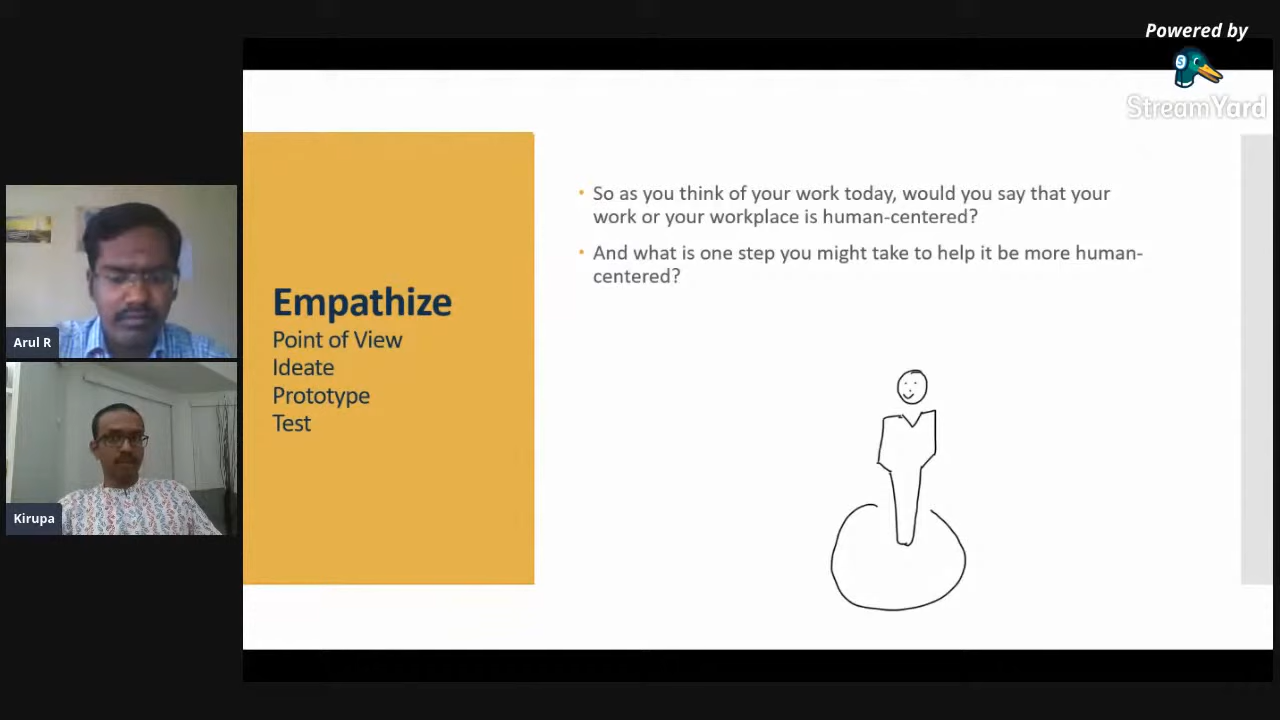 Powered by
StreamYard
Arul R
Kirupa
Empathize
Point of View
Ideate
Prototype
Test
• So as you think of your work today, would you say that your
work or your workplace is human-centered?
• And what is one step you might take to help it be more human-
centered?